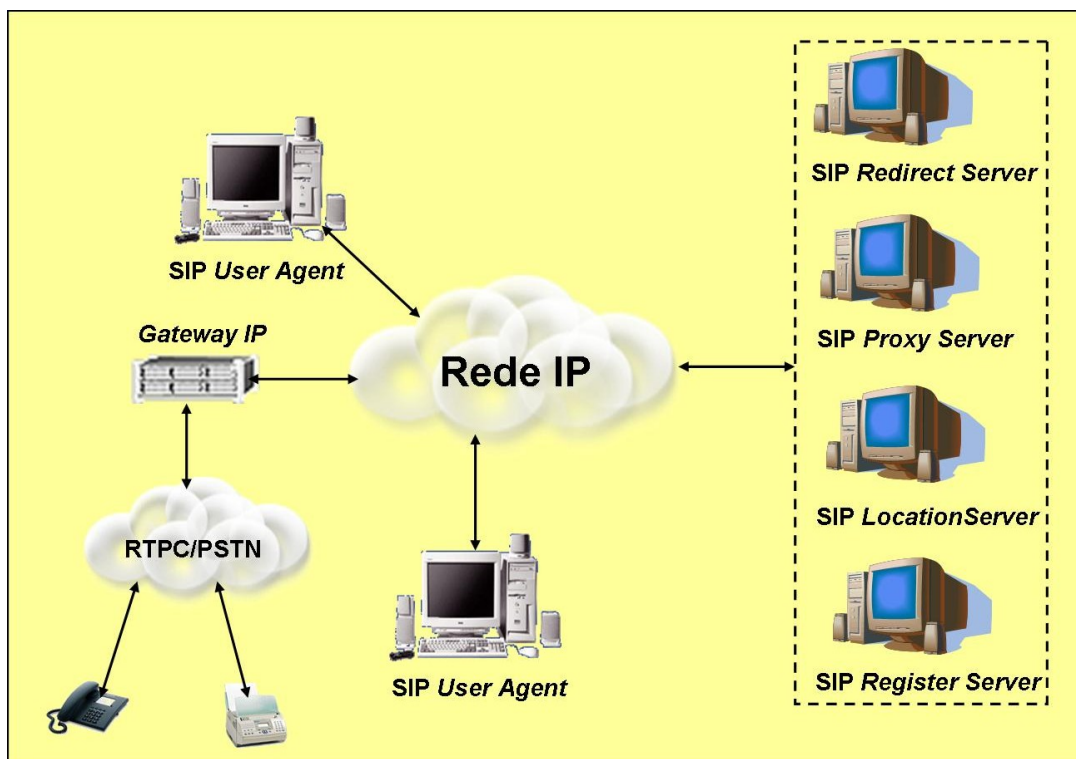 SIP Redirect Server
SIP User Agent
SIP Proxy Server
Gateway IP
Rede IP
SIP LocationServer
RTPC/PSTN
SIP User Agent
SIP Register Server